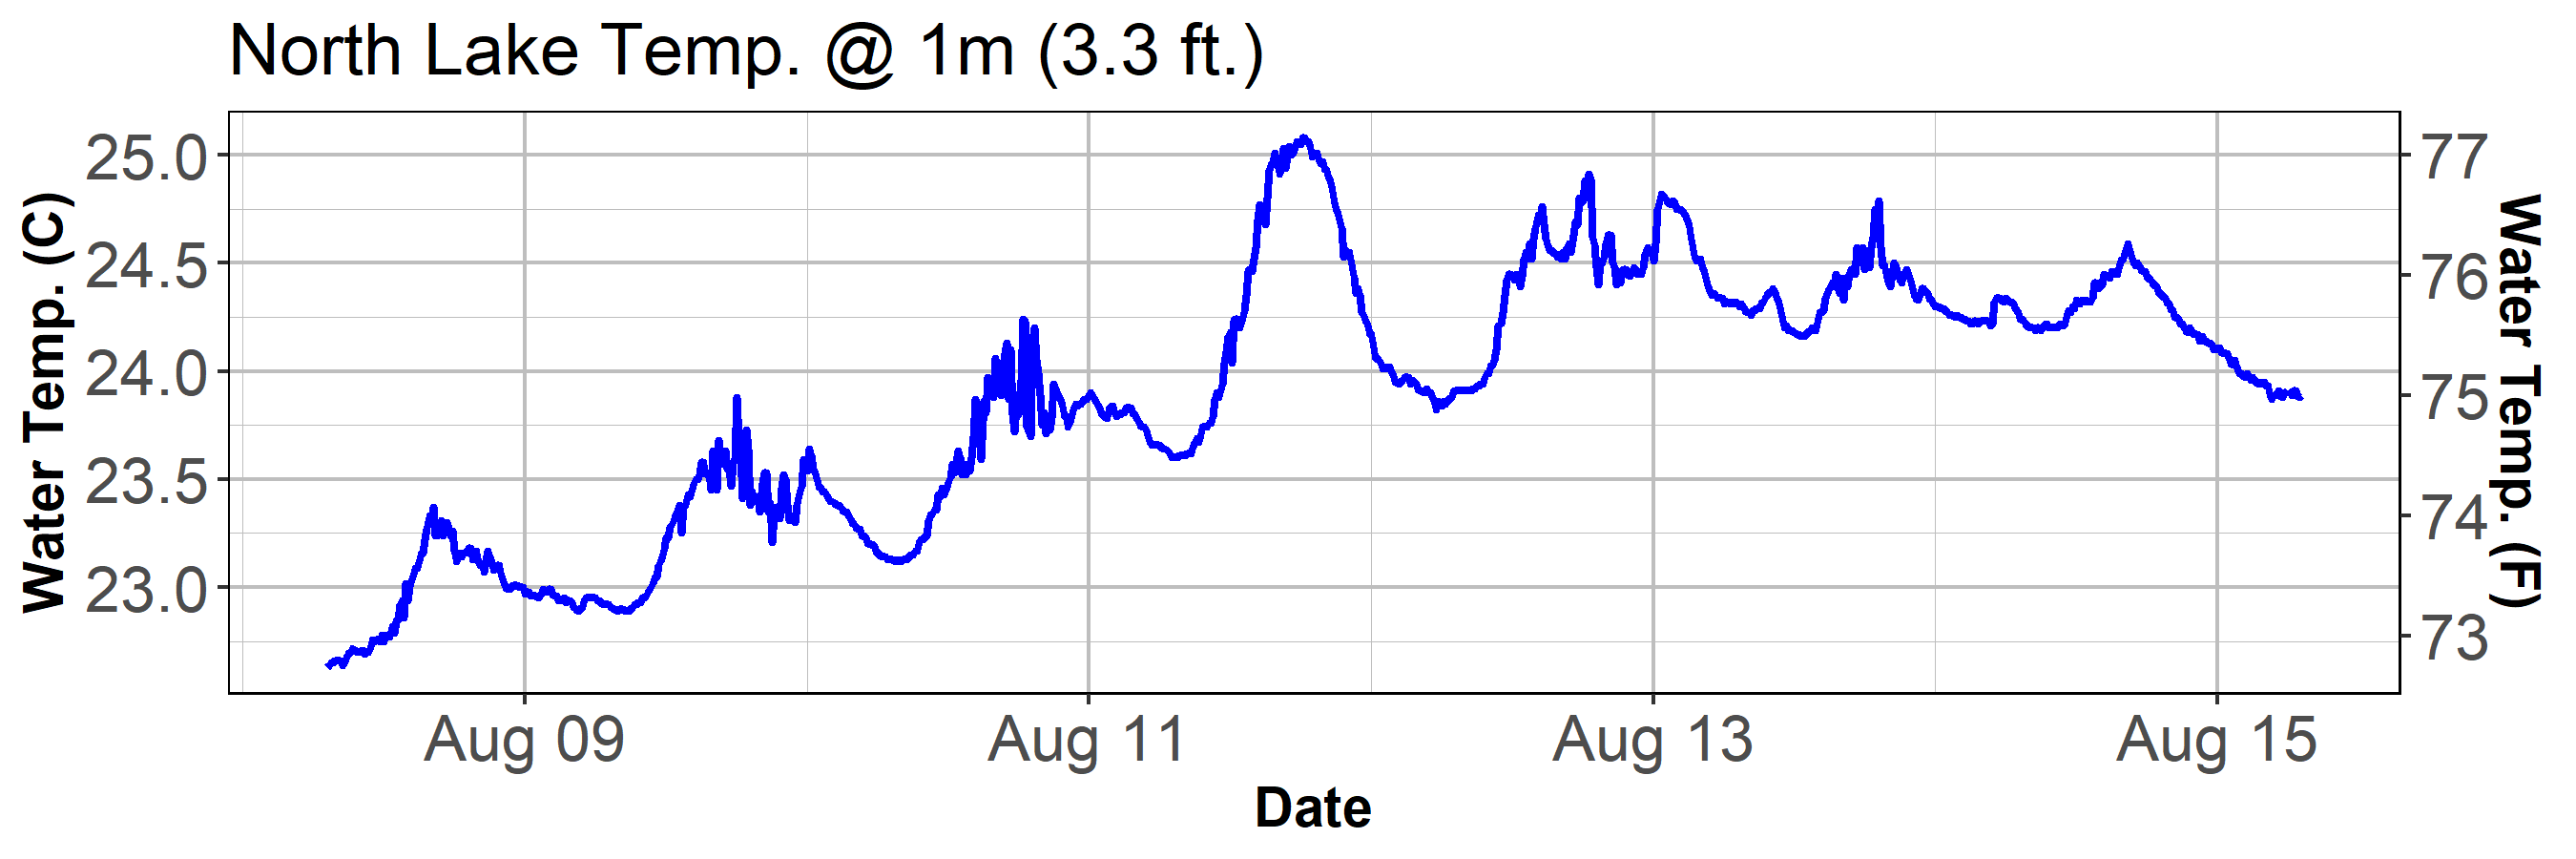 North Lake Temp. @ 1m (3.3 ft.)
Water Temp. (C)
25.0
24.5
24.0
23.5
23.0
77
76
75
74
73
Water Temp. (F)
Aug 09 Aug 11 Aug 13 Aug 15
Date